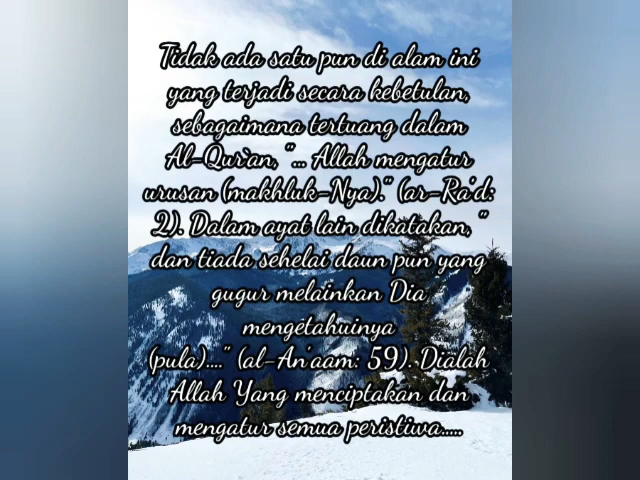 Tidak ada satu pun di alam ini
yang terjadi secara kebetulan,
sebagaimana tertuang dalam
Al-Qur`an, "... Allah mengatur
urusan (makhluk-Nya)." (ar-Ra'd:
2). Dalam ayat lain dikatakan, "
dan tiada sehelai daun pun yang
gugur melainkan Dia
mengetahuinya
(pula)...." (al-An'aam: 59). Dialah
Allah Yang menciptakan dan
mengatur semua peristiwa.....